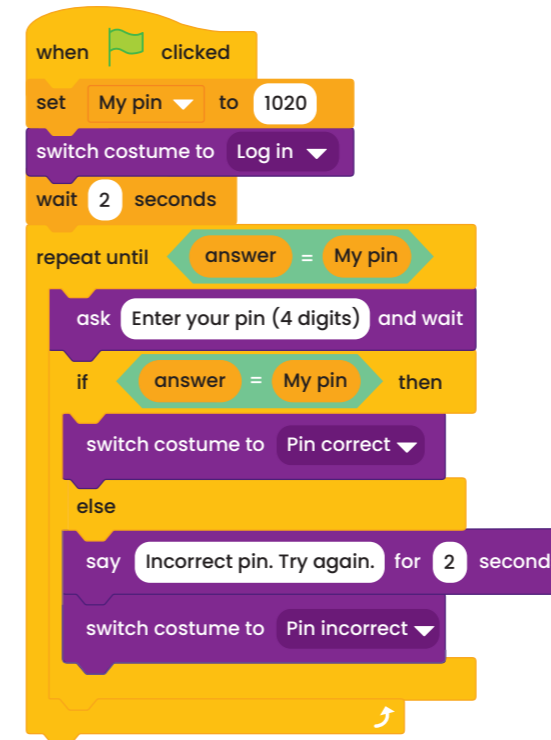 when clicked
set My pin to 1020
switch costume to Log in
wait 2 seconds
repeat until answer = My pin
ask Enter your pin (4 digits) and wait
if answer = My pin then
switch costume to Pin correct
else
say Incorrect pin. Try again. for 2 second
switch costume to Pin incorrect